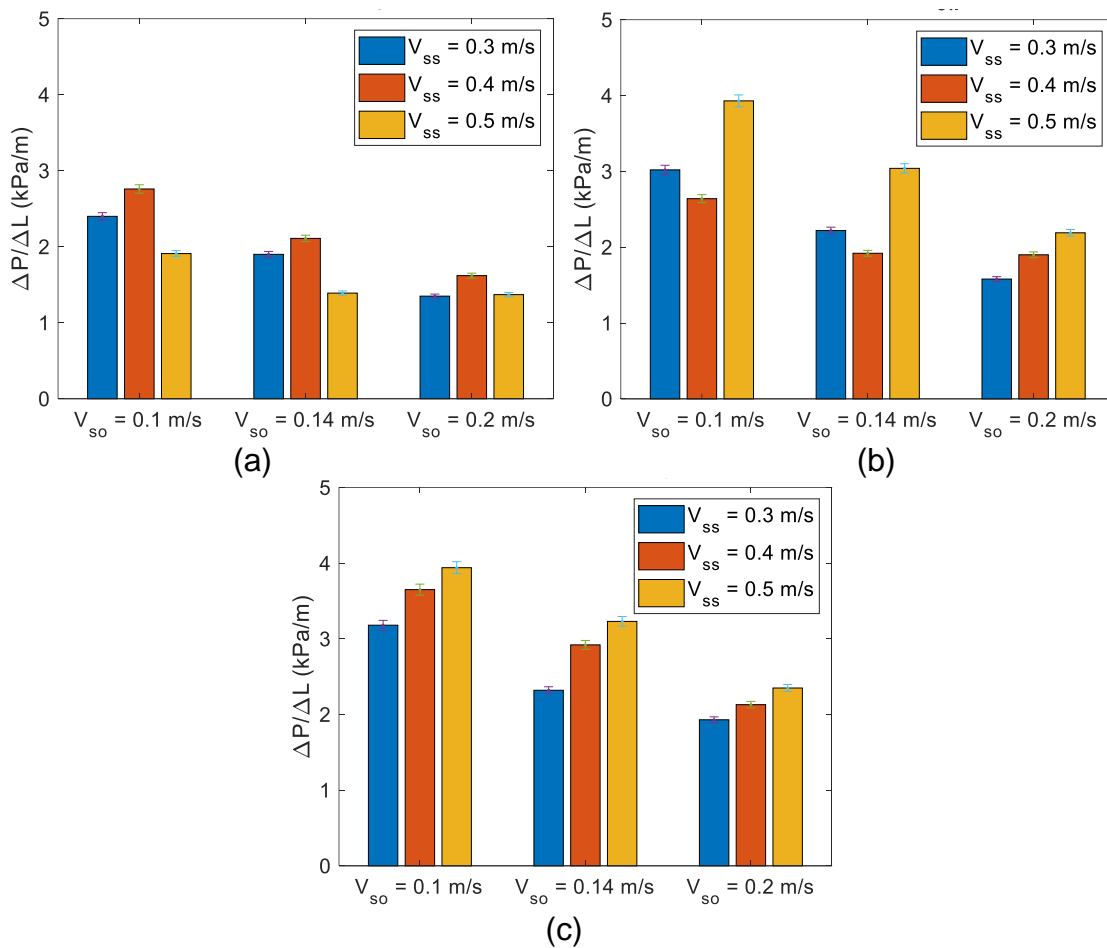 5
4
3
2
1
0
ΔP/ΔL (kPa/m)
V_ss = 0.3 m/s
V_ss = 0.4 m/s
V_ss = 0.5 m/s
V_so = 0.1 m/s
V_so = 0.14 m/s
V_so = 0.2 m/s
(a)
5
4
3
2
1
0
ΔP/ΔL (kPa/m)
V_ss = 0.3 m/s
V_ss = 0.4 m/s
V_ss = 0.5 m/s
V_so = 0.1 m/s
V_so = 0.14 m/s
V_so = 0.2 m/s
(b)
5
4
3
2
1
0
ΔP/ΔL (kPa/m)
V_ss = 0.3 m/s
V_ss = 0.4 m/s
V_ss = 0.5 m/s
V_so = 0.1 m/s
V_so = 0.14 m/s
V_so = 0.2 m/s
(c)